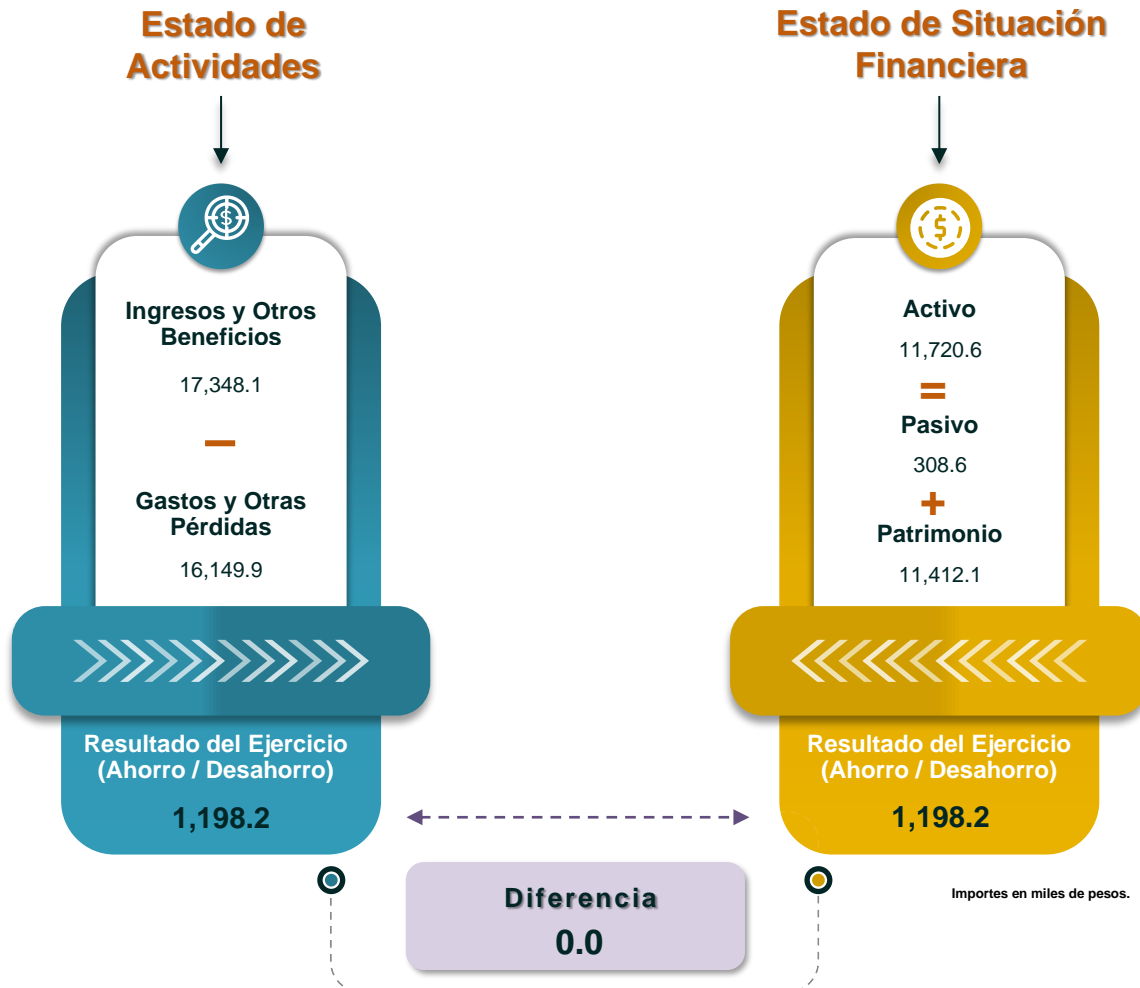 Estado de
Actividades
Ingresos y Otros
Beneficios
17,348.1
−
Gastos y Otras
Pérdidas
16,149.9
Resultado del Ejercicio
(Ahorro / Desahorro)
1,198.2
Estado de Situación
Financiera
$
Activo
11,720.6
=
Pasivo
308.6
+
Patrimonio
11,412.1
Resultado del Ejercicio
(Ahorro / Desahorro)
1,198.2
Diferencia
0.0
Importes en miles de pesos.